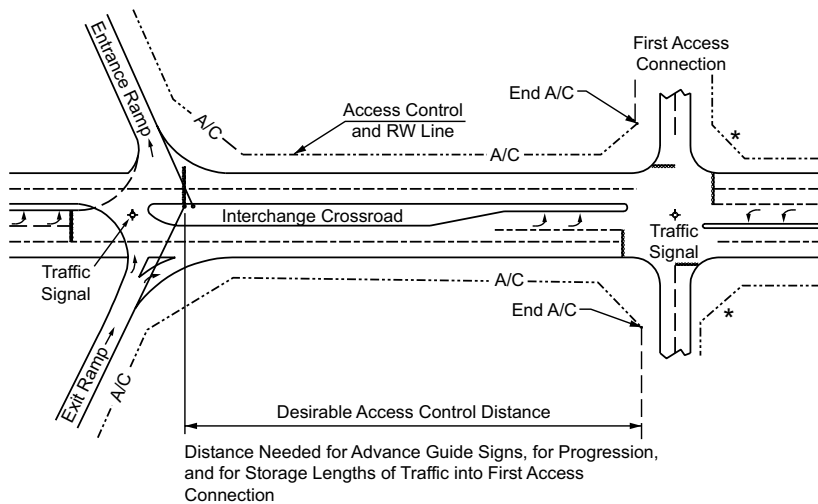 First Access
Connection
Entrance Ramp
A/C
End A/C
Access Control
and RW Line
A/C
*
Interchange Crossroad
Traffic
Signal
Traffic
Signal
A/C
End A/C
*
Exit Ramp
A/C
Desirable Access Control Distance
Distance Needed for Advance Guide Signs, for Progression,
and for Storage Lengths of Traffic into First Access
Connection